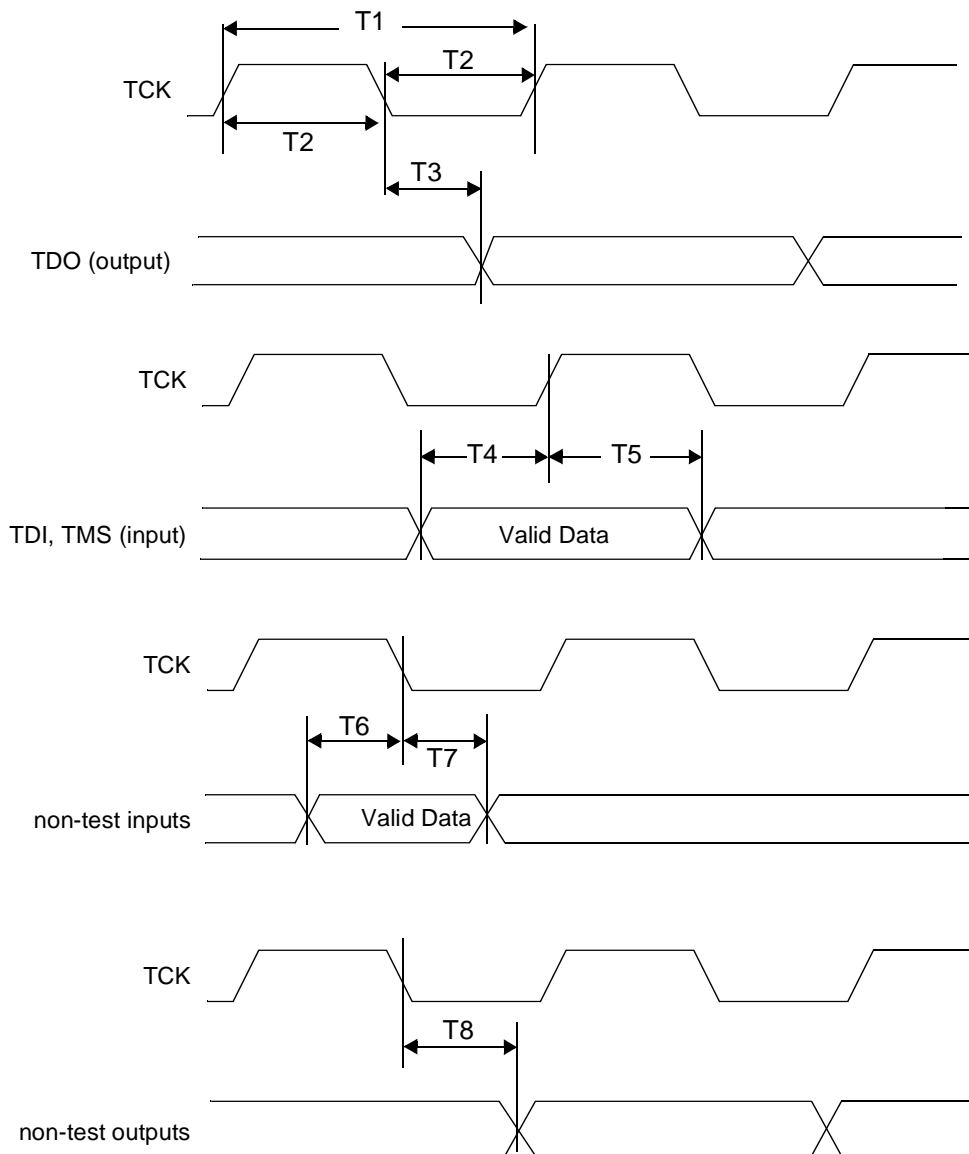 T1
T2
TCK
T2
T3
TDO (output)
TCK
T4
T5
TDI, TMS (input)
Valid Data
TCK
T6
T7
non-test inputs
Valid Data
TCK
T8
non-test outputs